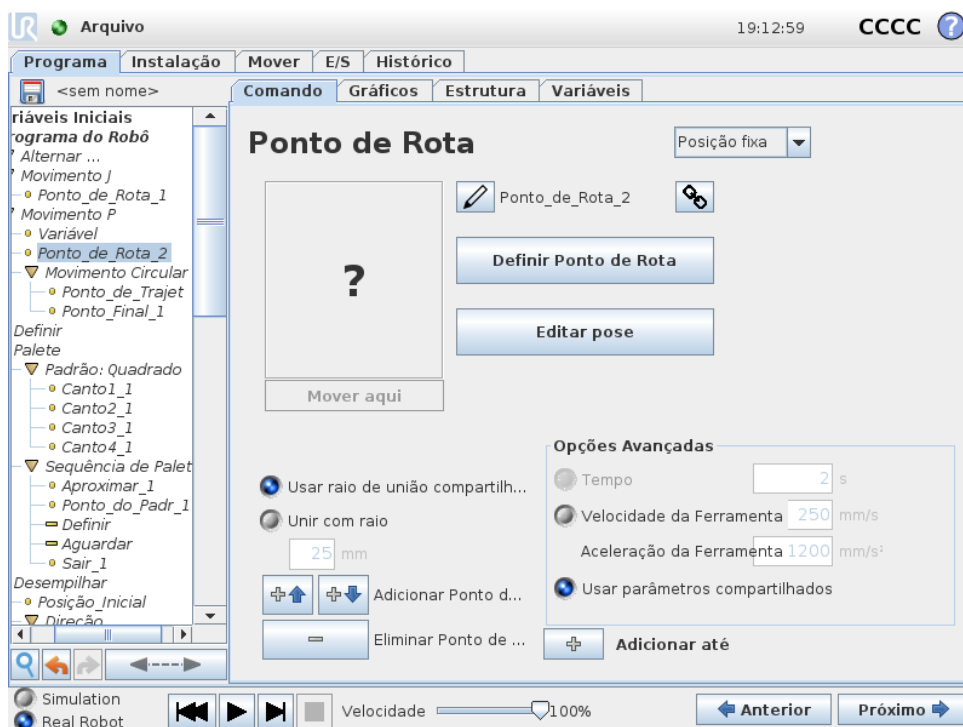 UR Arquivo 19:12:59 CCCC ?
Programa Instalação Mover E/S Histórico
<sem nome> Comando Gráficos Estrutura Variáveis
riáveis Iniciais
rograma do Robô
Alternar ...
Movimento J
Ponto_de_Rota_1
Movimento P
Variável
Ponto_de_Rota_2
Movimento Circular
Ponto_de_Trajet
Ponto_Final_1
Definir
Palete
Padrão: Quadrado
Canto1_1
Canto2_1
Canto3_1
Canto4_1
Sequência de Palet
Aproximar_1
Ponto_do_Padr_1
Definir
Aguardar
Sair_1
Desempilhar
Posição_Inicial
Direção
Ponto de Rota Posição fixa
?
Ponto_de_Rota_2
Definir Ponto de Rota
Editar pose
Mover aqui
Usar raio de união compartilh...
Unir com raio
25 mm
Adicionar Ponto d...
Eliminar Ponto de ...
Opções Avançadas
Tempo 2 s
Velocidade da Ferramenta 250 mm/s
Aceleração da Ferramenta 1200 mm/s²
Usar parâmetros compartilhados
Adicionar até
Simulation
Real Robot
Velocidade 100%
Anterior Próximo